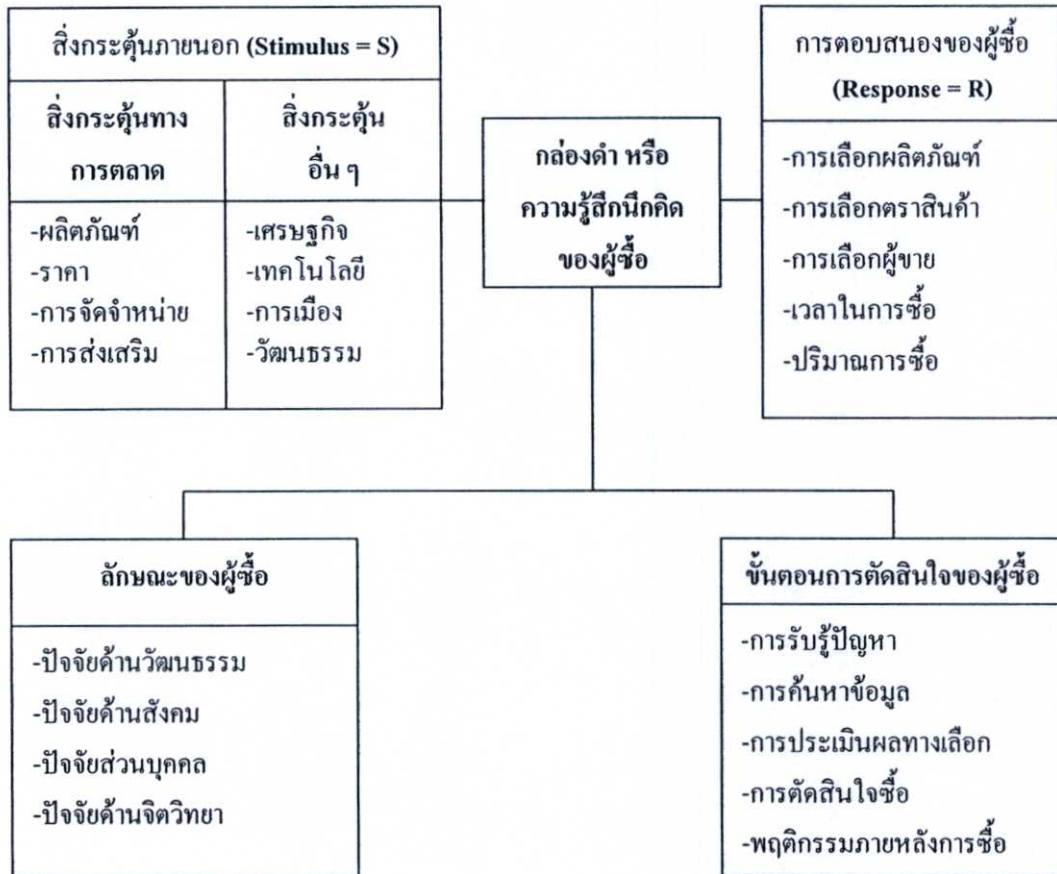 สิ่งกระตุ้นภายนอก (Stimulus = S)
สิ่งกระตุ้นทาง
การตลาด
สิ่งกระตุ้น
อื่น ๆ
-ผลิตภัณฑ์
-ราคา
-การจัดจำหน่าย
-การส่งเสริม
-เศรษฐกิจ
-เทคโนโลยี
-การเมือง
-วัฒนธรรม
กล่องดำ หรือ
ความรู้สึกนึกคิด
ของผู้ซื้อ
การตอบสนองของผู้ซื้อ
(Response = R)
-การเลือกผลิตภัณฑ์
-การเลือกตราสินค้า
-การเลือกผู้ขาย
-เวลาในการซื้อ
-ปริมาณการซื้อ
ลักษณะของผู้ซื้อ
-ปัจจัยด้านวัฒนธรรม
-ปัจจัยด้านสังคม
-ปัจจัยส่วนบุคคล
-ปัจจัยด้านจิตวิทยา
ขั้นตอนการตัดสินใจของผู้ซื้อ
-การรับรู้ปัญหา
-การค้นหาข้อมูล
-การประเมินผลทางเลือก
-การตัดสินใจซื้อ
-พฤติกรรมภายหลังการซื้อ